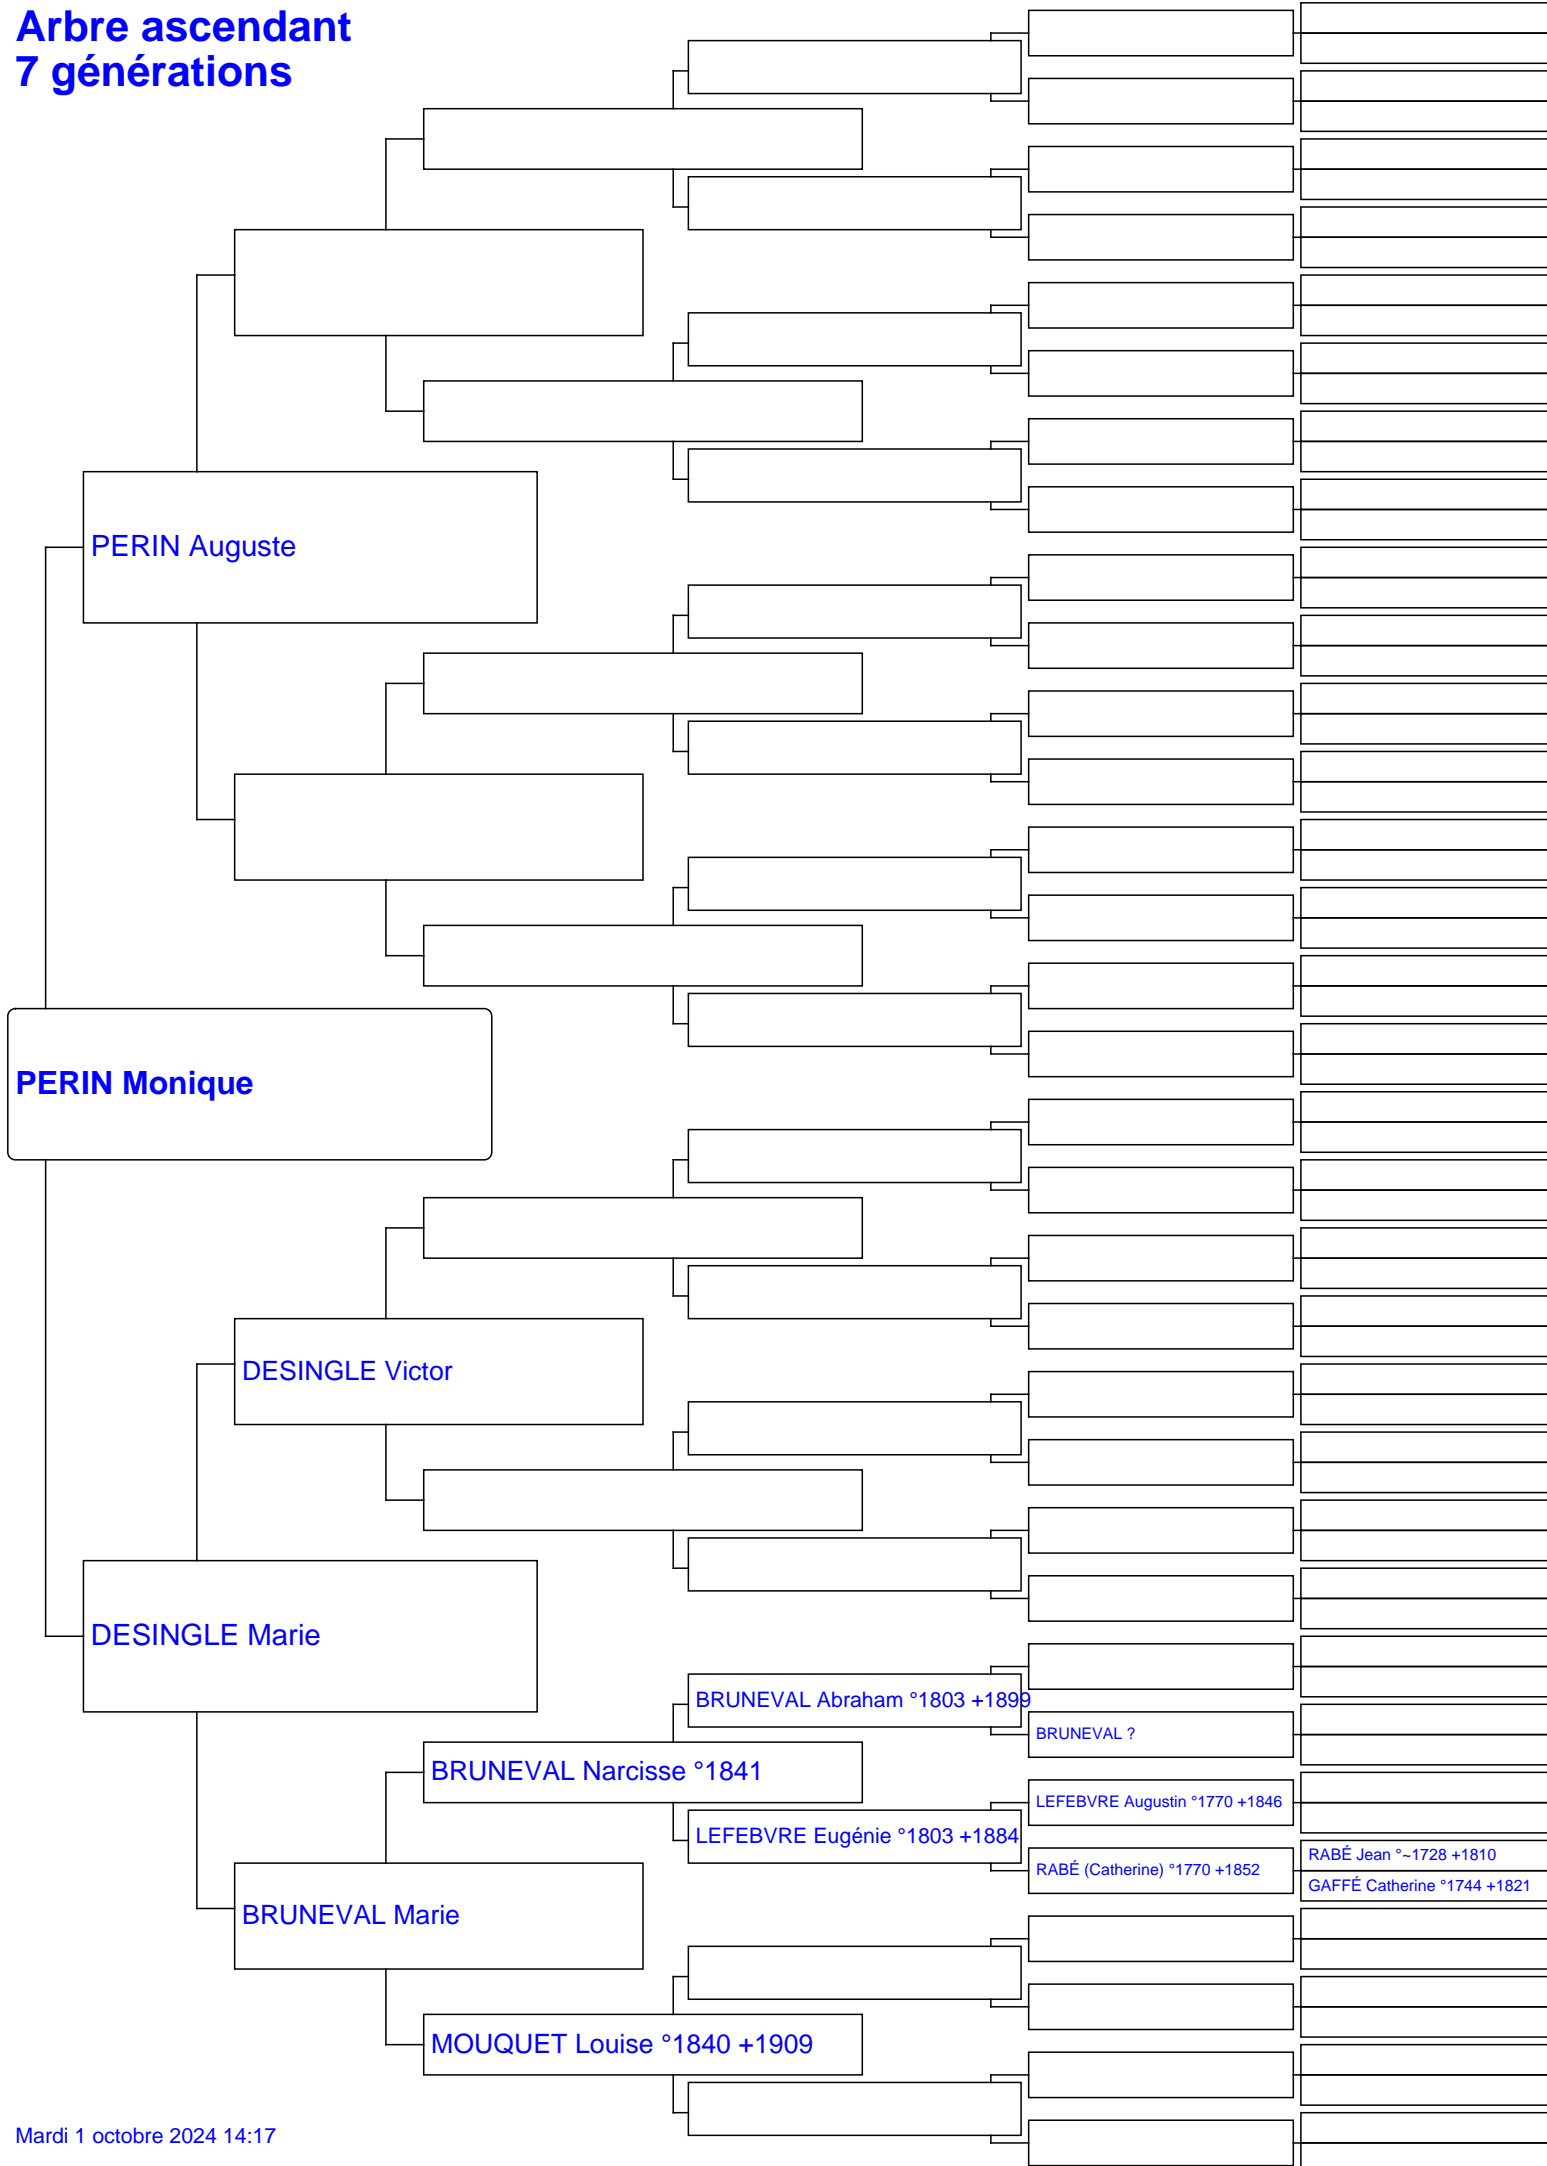 Arbre ascendant
7 générations
PERIN Auguste
PERIN Monique
DESINGLE Victor
DESINGLE Marie
BRUNEVAL Abraham °1803 +1899
BRUNEVAL ?
BRUNEVAL Narcisse °1841
LEFEBVRE Augustin °1770 +1846
LEFEBVRE Eugénie °1803 +1884
RABÉ Jean °~1728 +1810
RABÉ (Catherine) °1770 +1852
GAFFÉ Catherine °1744 +1821
BRUNEVAL Marie
MOUQUET Louise °1840 +1909
Mardi 1 octobre 2024 14:17